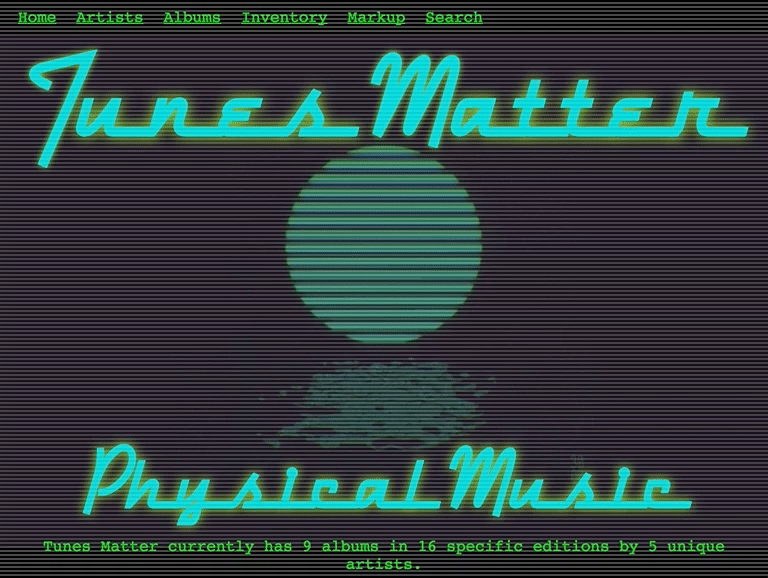 Home Artists Albums Inventory Markup Search
Tunes Matter
Physical Music
Tunes Matter currently has 9 albums in 16 specific editions by 5 unique
artists.